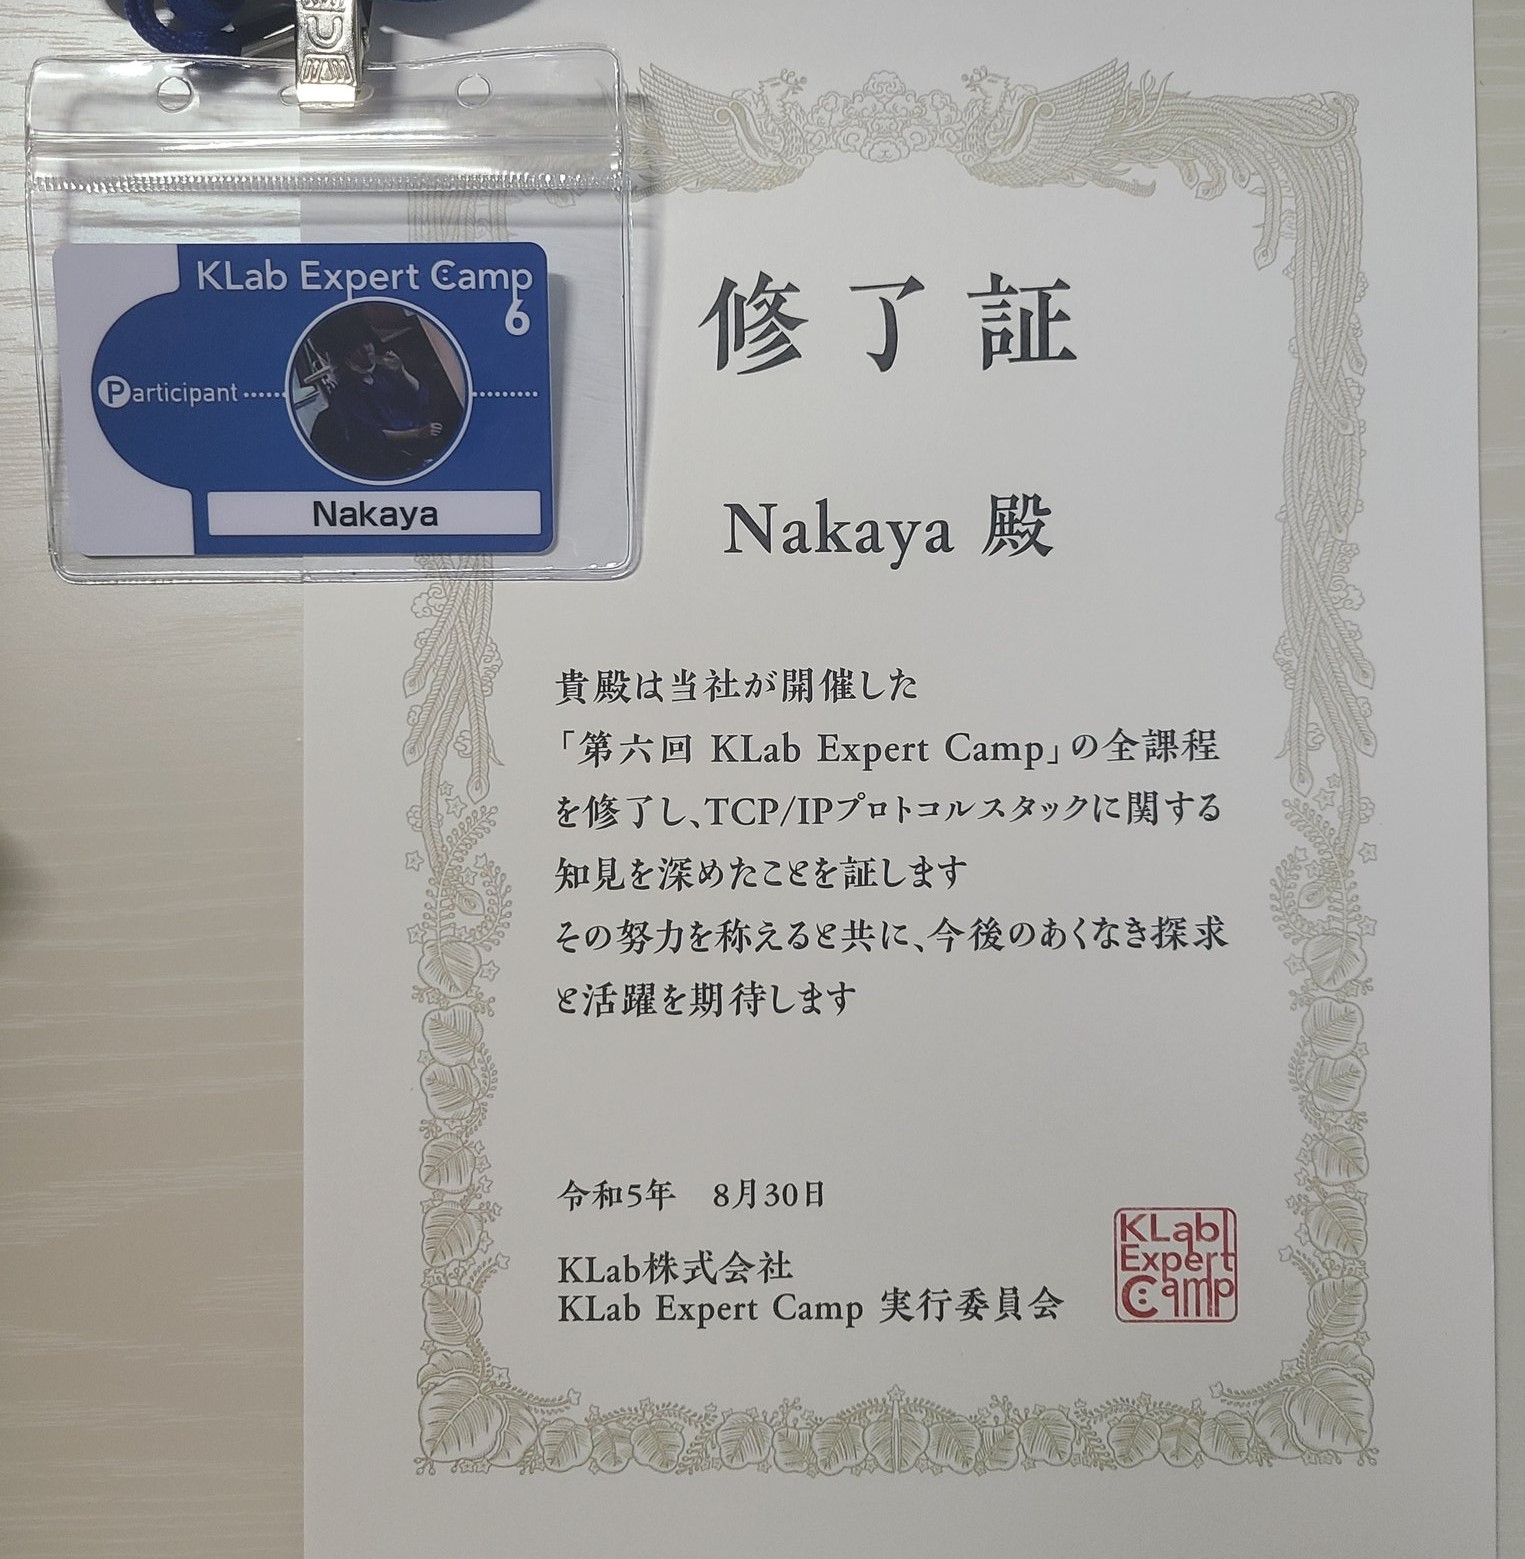 KLab Expert Camp
6
Participant
Nakaya
修了証
Nakaya 殿
貴殿は当社が開催した
「第六回 KLab Expert Camp」の全課程
を修了し、TCP/IPプロトコルスタックに関する
知見を深めたことを証します
その努力を称えると共に、今後のあくなき探求
と活躍を期待します
令和5年　8月30日
KLab株式会社
KLab Expert Camp 実行委員会
KLab
Expert
Camp